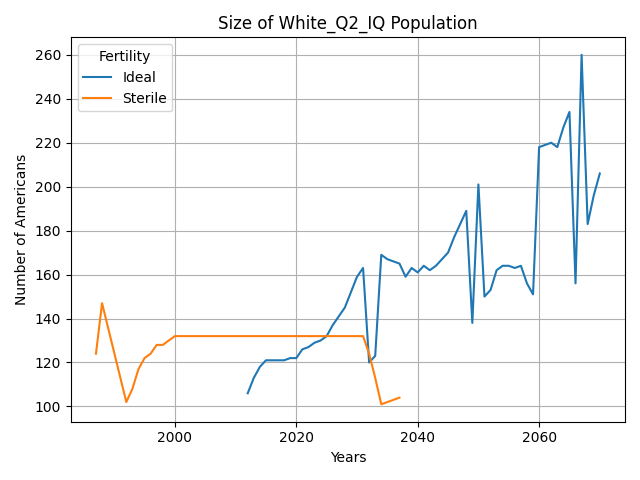 Size of White_Q2_IQ Population
Fertility
Ideal
Sterile
Number of Americans
260
240
220
200
180
160
140
120
100
2000 2020 2040 2060
Years